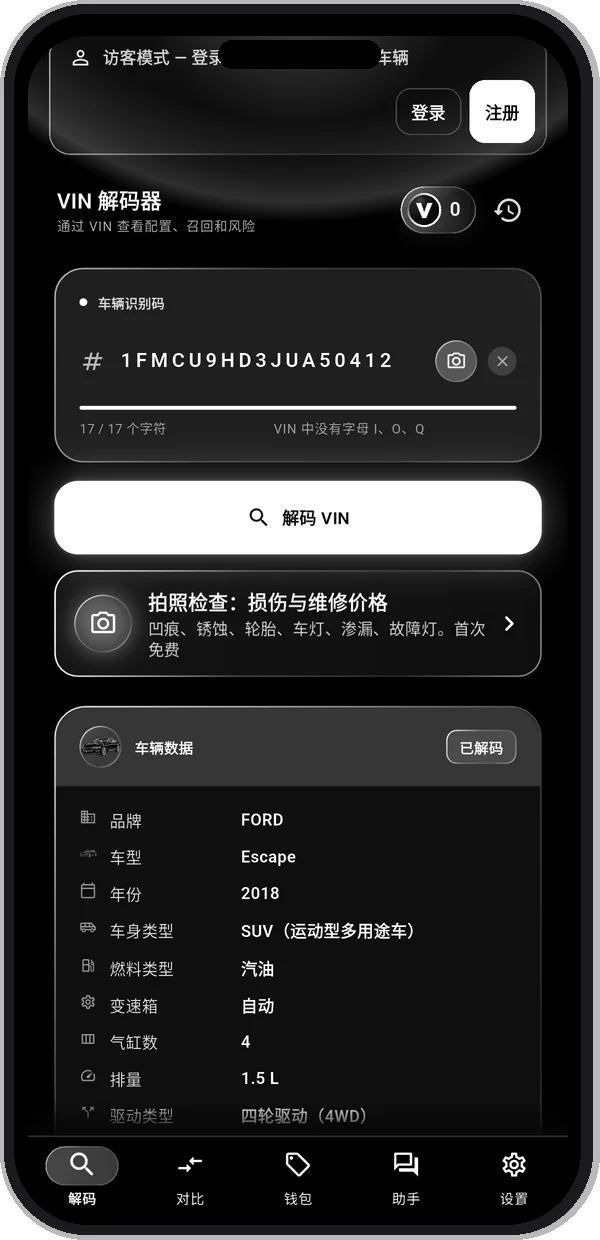 访客模式 — 登录
车辆
登录
注册
VIN 解码器
通过 VIN 查看配置、召回和风险
V 0
车辆识别码
# 1FMCU9HD3JUA50412
17 / 17 个字符
VIN 中没有字母 I、O、Q
解码 VIN
拍照检查：损伤与维修价格
凹痕、锈蚀、轮胎、车灯、渗漏、故障灯。首次
免费
车辆数据
已解码
品牌 FORD
车型 Escape
年份 2018
车身类型 SUV（运动型多用途车）
燃料类型 汽油
变速箱 自动
气缸数 4
排量 1.5 L
驱动类型 四轮驱动（4WD）
解码
对比
钱包
助手
设置